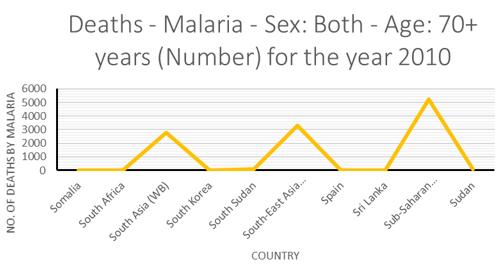 Deaths - Malaria - Sex: Both - Age: 70+
years (Number) for the year 2010
NO. OF DEATHS BY MALARIA
6000
5000
4000
3000
2000
1000
0
Somalia
South Africa
South Asia (WB)
South Korea
South Sudan
South-East Asia...
Spain
Sri Lanka
Sub-Saharan...
Sudan
COUNTRY